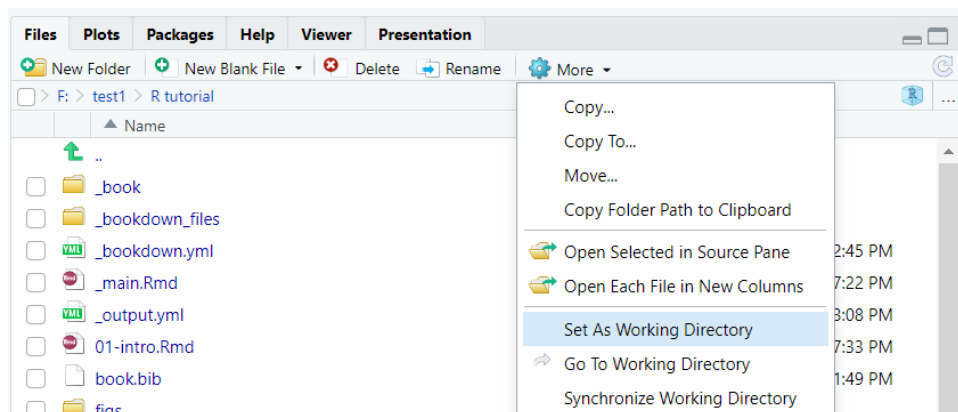 Files Plots Packages Help Viewer Presentation
New Folder New Blank File Delete Rename More
F: > test1 > R tutorial R ...
Name
Copy...
Copy To...
..
Move...
_book
Copy Folder Path to Clipboard
_bookdown_files
YML _bookdown.yml Open Selected in Source Pane 2:45 PM
Rmd _main.Rmd Open Each File in New Columns 7:22 PM
YML _output.yml 3:08 PM
Set As Working Directory
Rmd 01-intro.Rmd 7:33 PM
Go To Working Directory
book.bib 1:49 PM
Synchronize Working Directory
figs